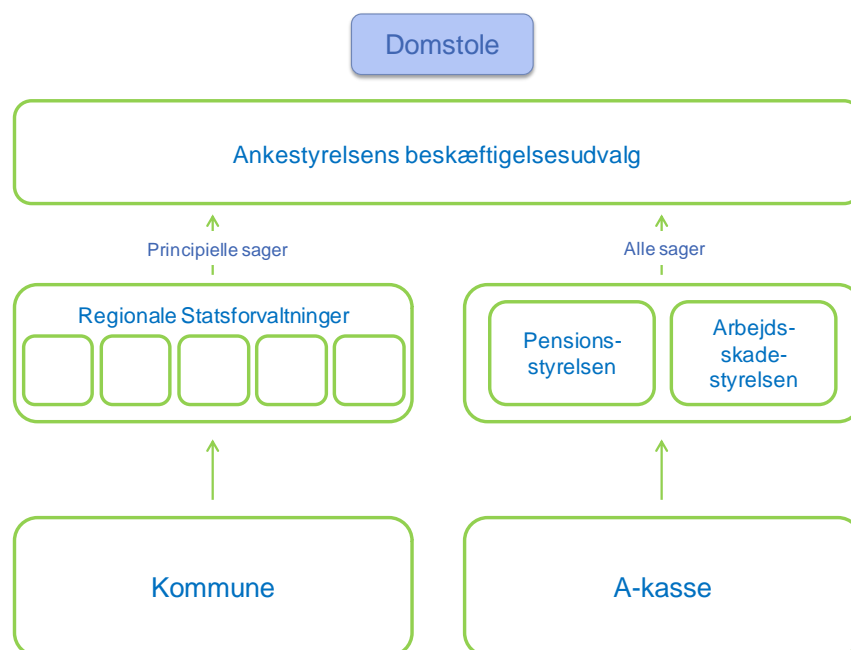 Domstole
Ankestyrelsens beskæftigelsesudvalg
Principielle sager
Alle sager
Regionale Statsforvaltninger
Pensions-
styrelsen
Arbejds-
skade-
styrelsen
Kommune
A-kasse